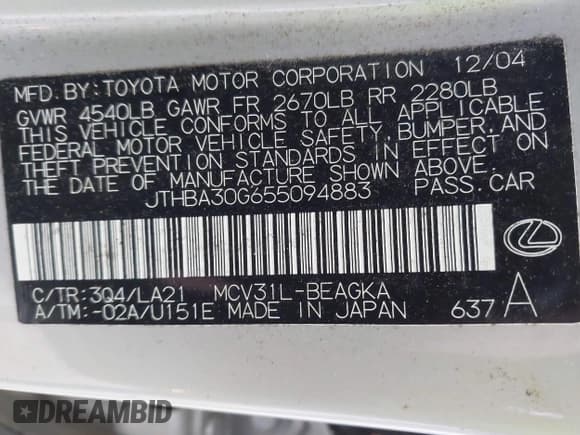 MFD.BY:TOYOTA MOTOR CORPORATION 12/04
GVWR 4540LB GAWR FR 2670LB RR 2280LB
THIS VEHICLE CONFORMS TO ALL APPLICABLE
FEDERAL MOTOR VEHICLE SAFETY, BUMPER, AND
THEFT PREVENTION STANDARDS IN EFFECT ON
THE DATE OF MANUFACTURE SHOWN ABOVE.
JTHBA30G655094883 PASS.CAR
C/TR:3Q4/LA21 MCV31L-BEAGKA
A/TM:-02A/U151E MADE IN JAPAN 637 A
DREAMBID